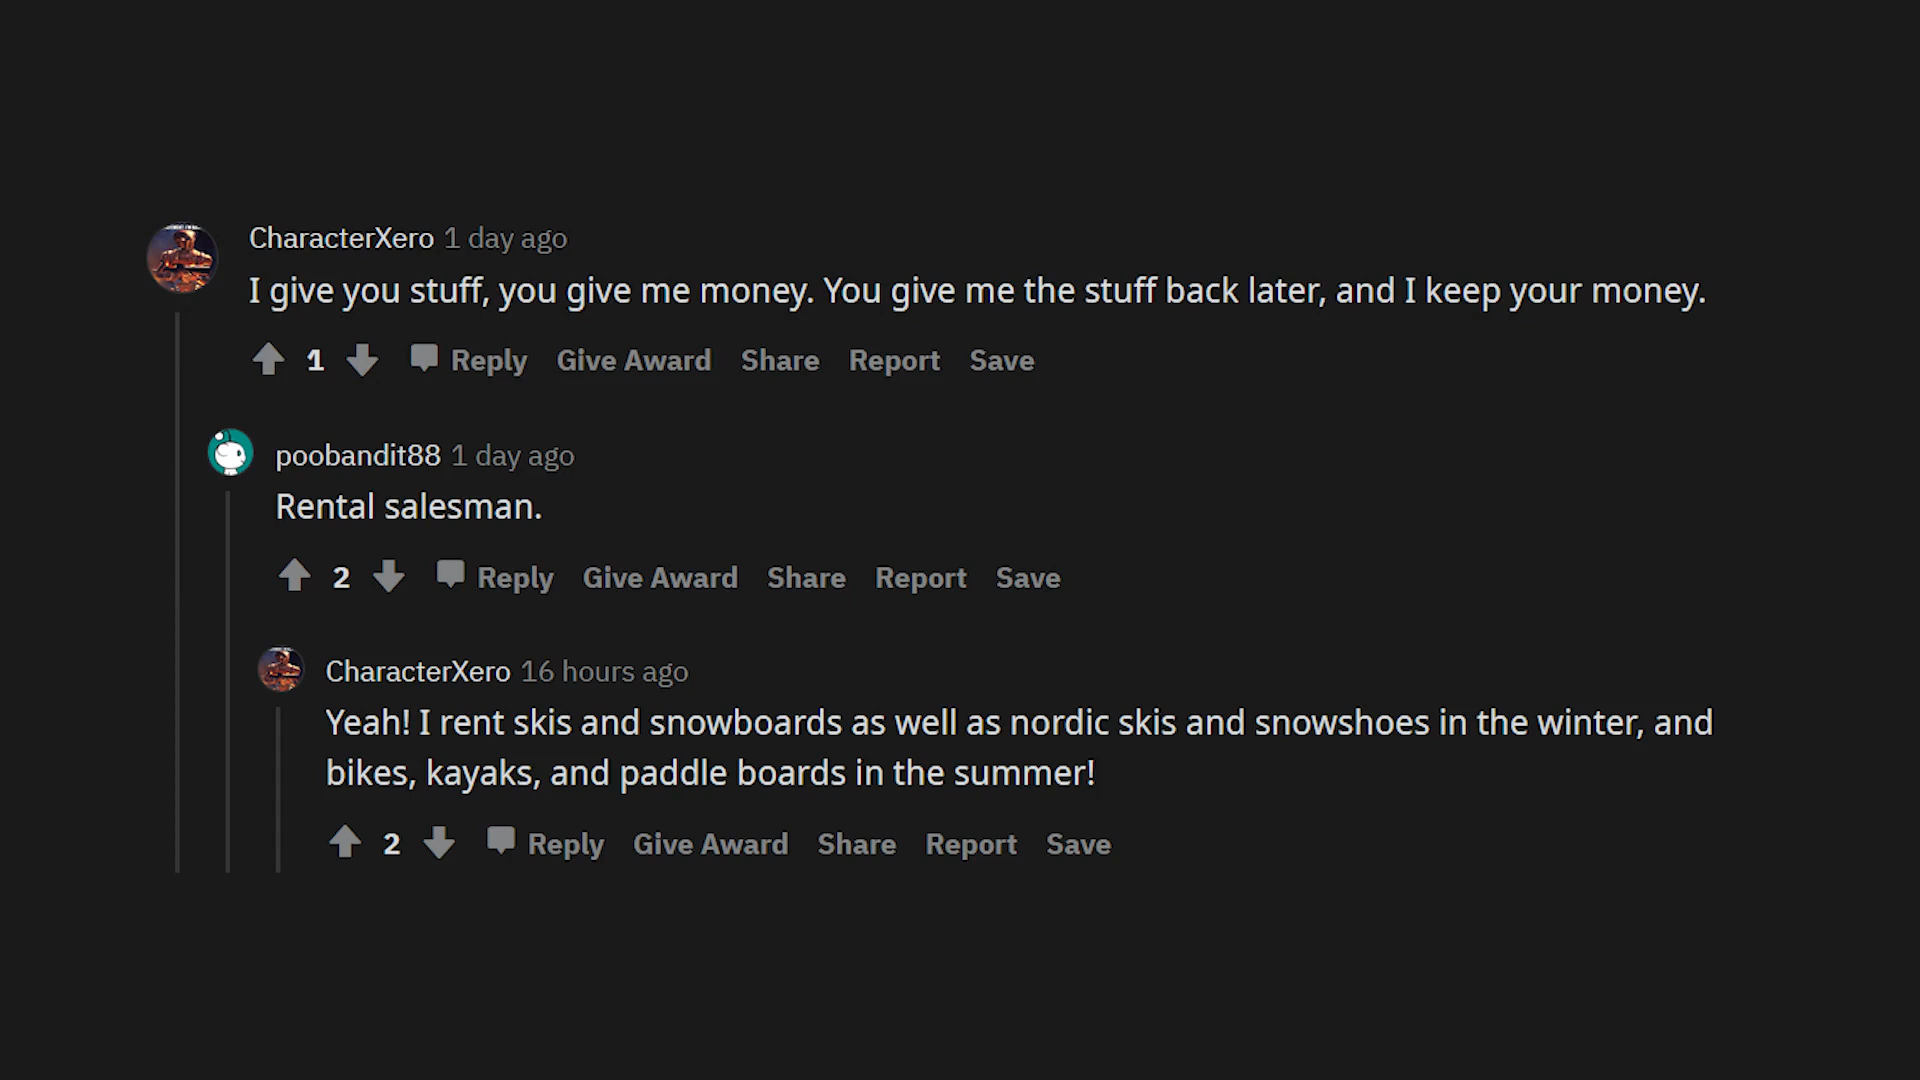 CharacterXero 1 day ago
I give you stuff, you give me money. You give me the stuff back later, and I keep your money.
1 Reply Give Award Share Report Save
poobandit88 1 day ago
Rental salesman.
2 Reply Give Award Share Report Save
CharacterXero 16 hours ago
Yeah! I rent skis and snowboards as well as nordic skis and snowshoes in the winter, and
bikes, kayaks, and paddle boards in the summer!
2 Reply Give Award Share Report Save